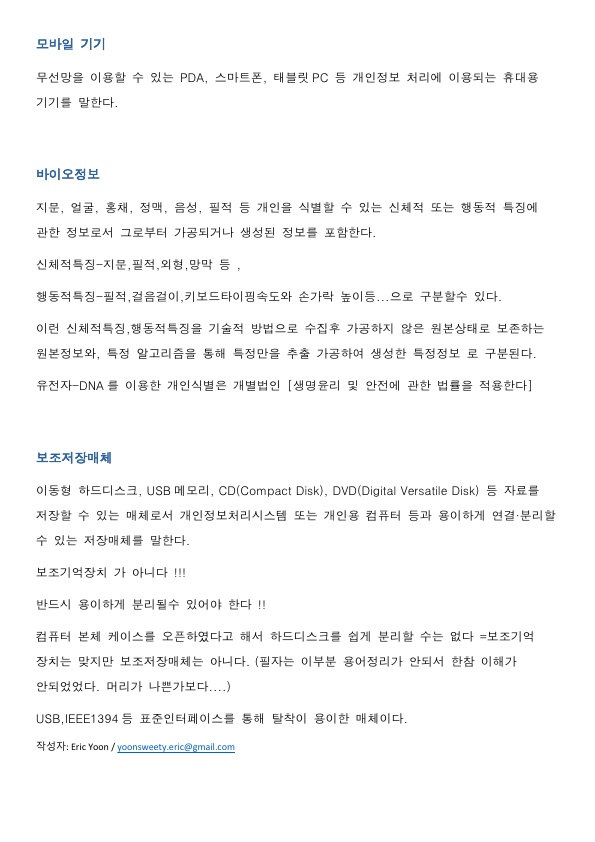 모바일 기기
무선망을 이용할 수 있는 PDA, 스마트폰, 태블릿 PC 등 개인정보 처리에 이용되는 휴대용
기기를 말한다.
바이오정보
지문, 얼굴, 홍채, 정맥, 음성, 필적 등 개인을 식별할 수 있는 신체적 또는 행동적 특징에
관한 정보로서 그로부터 가공되거나 생성된 정보를 포함한다.
신체적특징-지문,필적,외형,망막 등 ,
행동적특징-필적,걸음걸이,키보드타이핑속도와 손가락 높이등...으로 구분할수 있다.
이런 신체적특징,행동적특징을 기술적 방법으로 수집후 가공하지 않은 원본상태로 보존하는
원본정보와, 특정 알고리즘을 통해 특정만을 추출 가공하여 생성한 특정정보 로 구분된다.
유전자-DNA 를 이용한 개인식별은 개별법인 [생명윤리 및 안전에 관한 법률을 적용한다]
보조저장매체
이동형 하드디스크, USB 메모리, CD(Compact Disk), DVD(Digital Versatile Disk) 등 자료를
저장할 수 있는 매체로서 개인정보처리시스템 또는 개인용 컴퓨터 등과 용이하게 연결·분리할
수 있는 저장매체를 말한다.
보조기억장치 가 아니다 !!!
반드시 용이하게 분리될수 있어야 한다 !!
컴퓨터 본체 케이스를 오픈하였다고 해서 하드디스크를 쉽게 분리할 수는 없다 =보조기억
장치는 맞지만 보조저장매체는 아니다. (필자는 이부분 용어정리가 안되서 한참 이해가
안되었었다. 머리가 나쁜가보다....)
USB,IEEE1394 등 표준인터페이스를 통해 탈착이 용이한 매체이다.
작성자: Eric Yoon / yoonsweety.eric@gmail.com